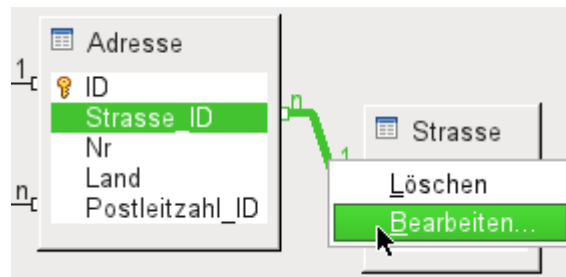 Adresse
1
ID
Strasse_ID
n
Nr
Land
n
Postleitzahl_ID
1
Strasse
Löschen
Bearbeiten...